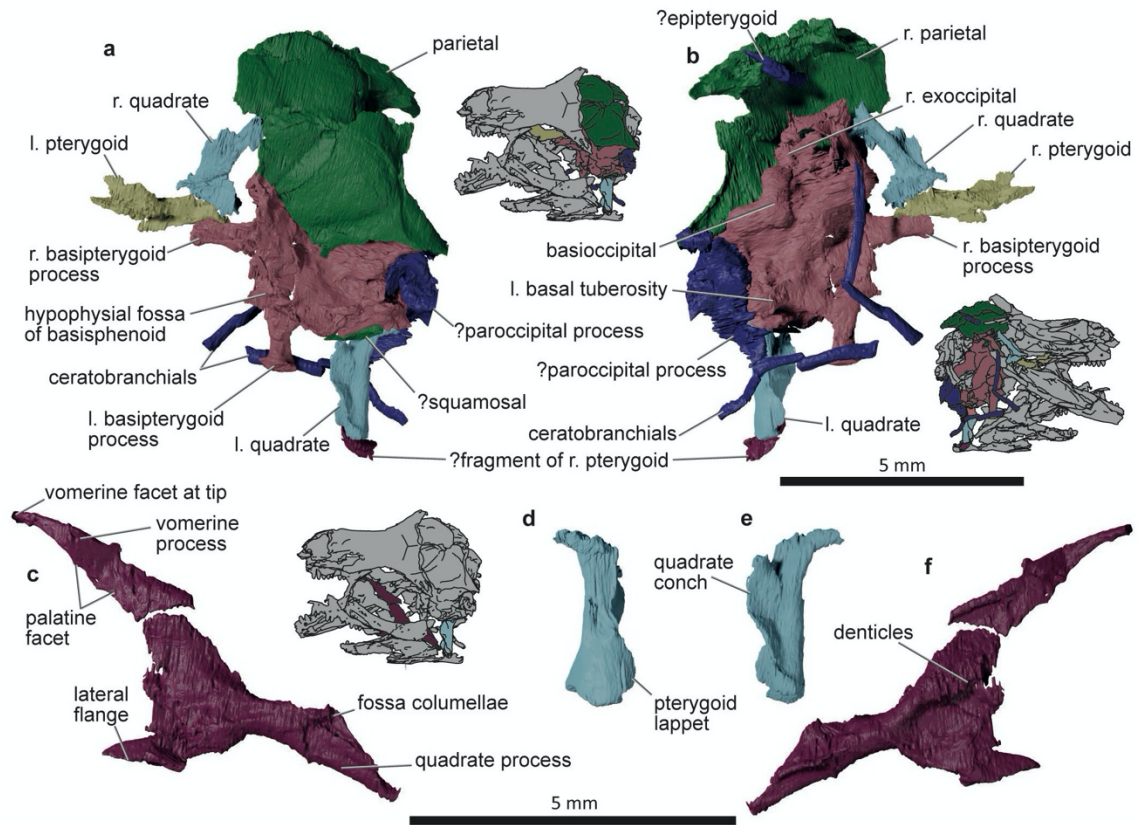 a
parietal
r. quadrate
l. pterygoid
r. basipterygoid
process
hypophysial fossa
of basisphenoid
ceratobranchials
l. basipterygoid
process
l. quadrate
?squamosal
?paroccipital process
?fragment of r. pterygoid
b
?epipterygoid
r. parietal
r. exoccipital
r. quadrate
r. pterygoid
basioccipital
r. basipterygoid
process
l. basal tuberosity
?paroccipital process
ceratobranchials
l. quadrate
5 mm
vomerine facet at tip
vomerine
process
c
palatine
facet
lateral
flange
fossa columellae
quadrate process
d
e
quadrate
conch
pterygoid
lappet
f
denticles
5 mm